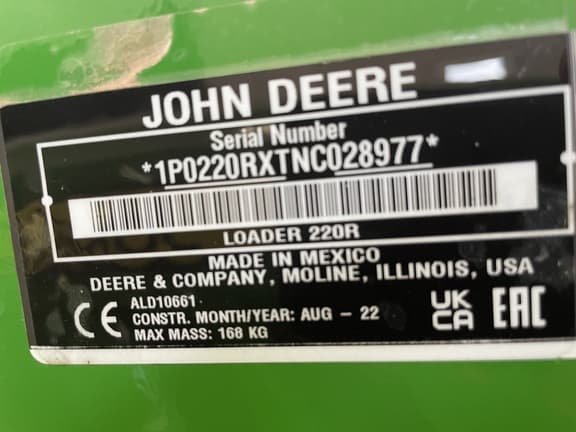 JOHN DEERE
Serial Number
*1P0220RXTNC028977*
LOADER 220R
MADE IN MEXICO
DEERE & COMPANY, MOLINE, ILLINOIS, USA
ALD10661
CONSTR. MONTH/YEAR: AUG - 22
MAX MASS: 168 KG
CE
UK
CA
EAC